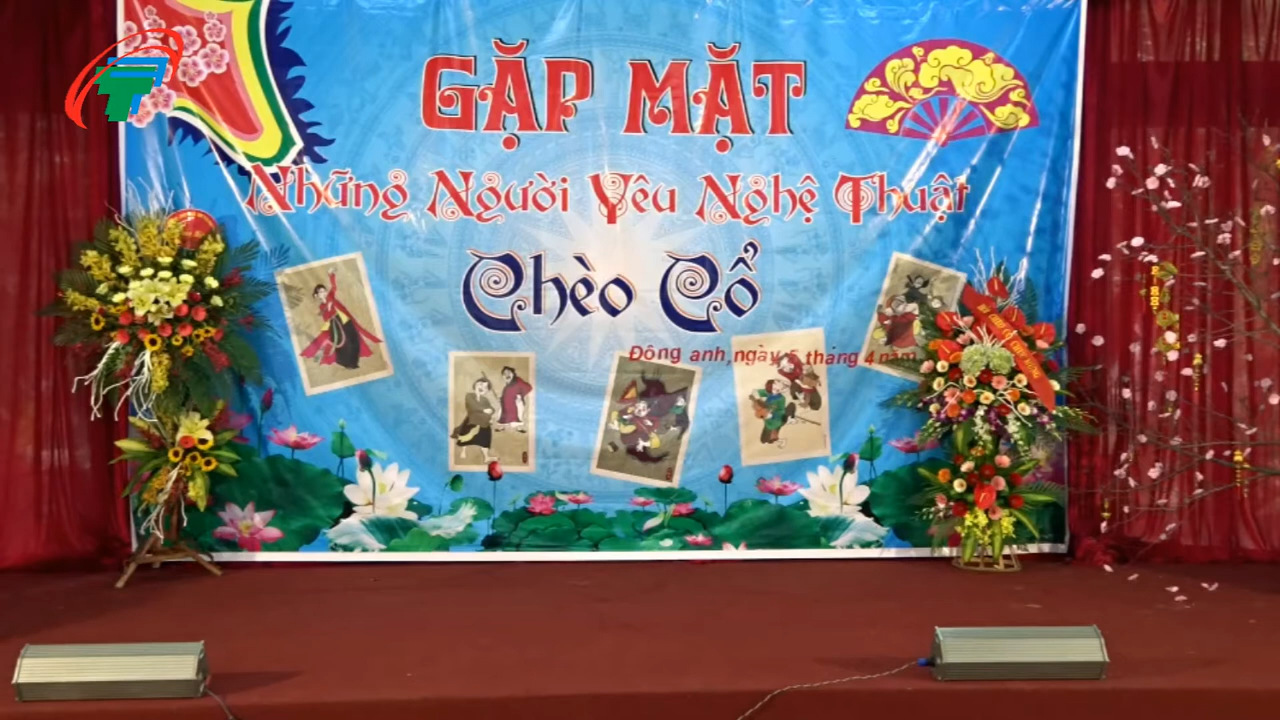 GẶP MẶT
Những Người Yêu Nghệ Thuật
Chèo Cổ
Đông anh, ngày 5 tháng 4 năm